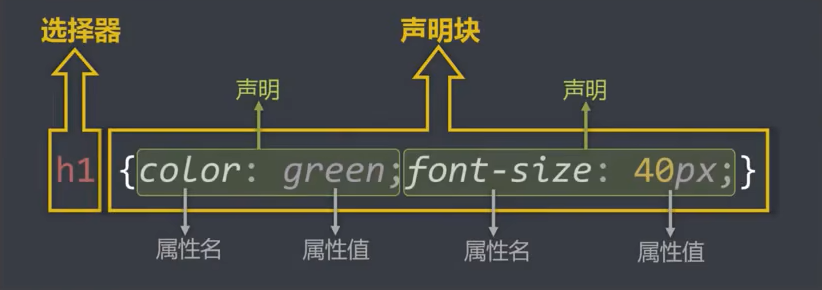 选择器 声明块
声明 声明
h1 {color: green;font-size: 40px;}
属性名 属性值 属性名 属性值